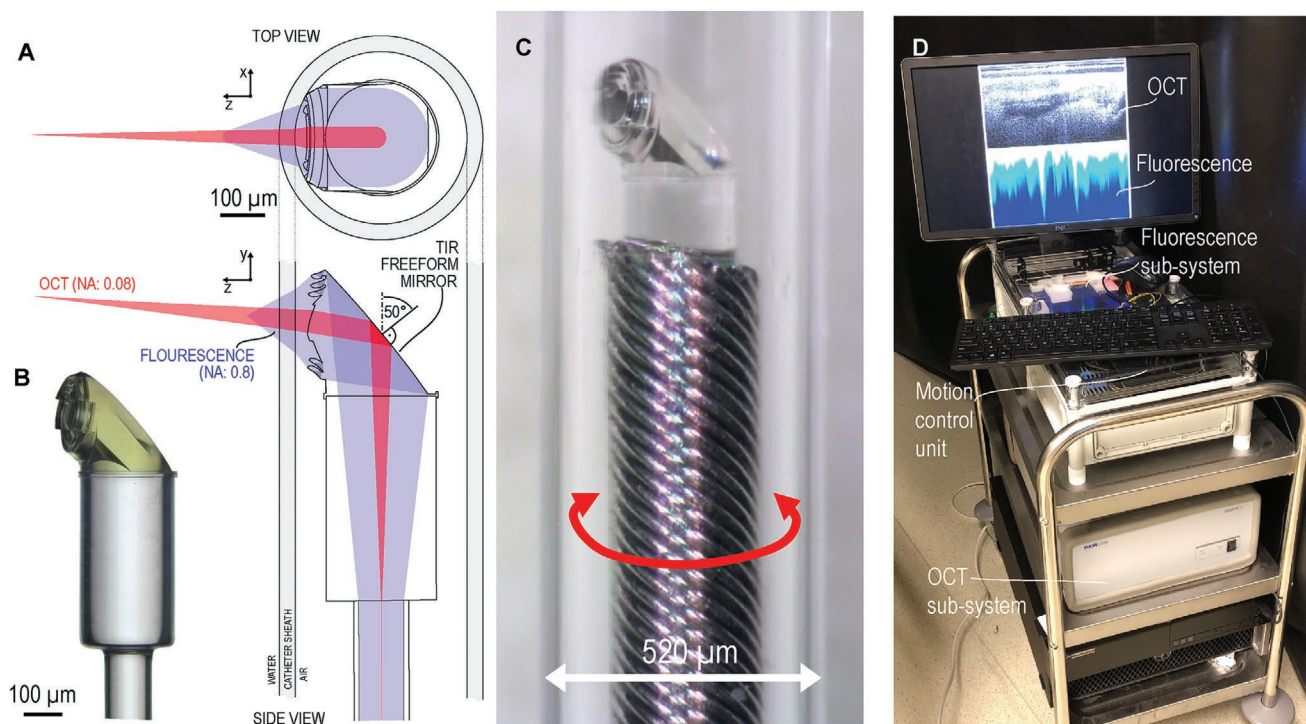 A
TOP VIEW
x
z
100 µm
y
z
TIR
FREEFORM
MIRROR
OCT (NA: 0.08)
50°
FLOURESCENCE
(NA: 0.8)
B
100 µm
WATER
CATHETER SHEATH
AIR
SIDE VIEW
C
520 µm
D
OCT
Fluorescence
Fluorescence
sub-system
Motion
control
unit
OCT
sub-system